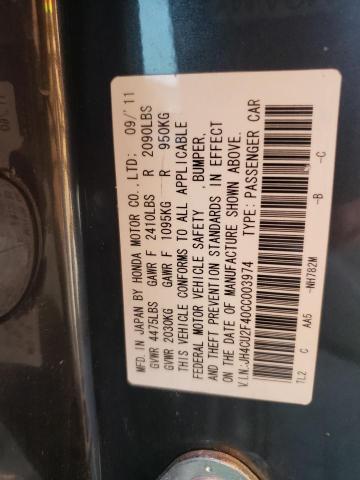 MFD. IN JAPAN BY HONDA MOTOR CO., LTD: 09/'11
GVWR 4475LBS GAWR F 2410LBS R 2090LBS
GVWR 2030KG GAWR F 1095KG R 950KG
THIS VEHICLE CONFORMS TO ALL APPLICABLE
FEDERAL MOTOR VEHICLE SAFETY , BUMPER,
AND THEFT PREVENTION STANDARDS IN EFFECT
ON THE DATE OF MANUFACTURE SHOWN ABOVE.
V.I.N:JH4CU2F40CC003974 TYPE: PASSENGER CAR
7L2 C AA5 -NH782M -B -C